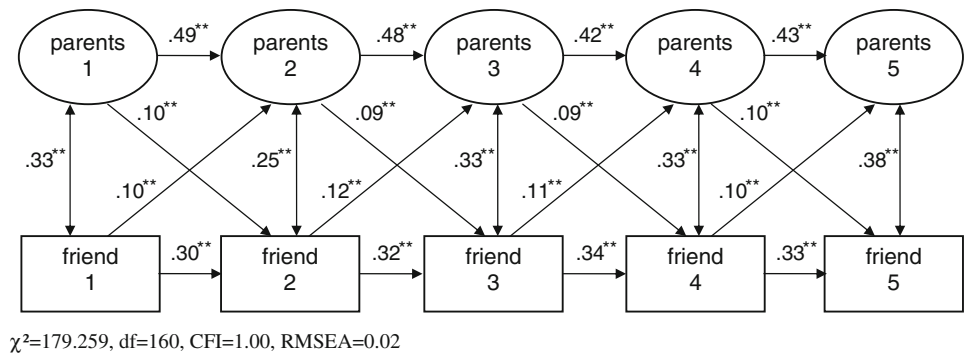 parents 1
.49**
parents 2
.48**
parents 3
.42**
parents 4
.43**
parents 5
.10**
.09**
.09**
.10**
.33**
.25**
.33**
.33**
.38**
.10**
.12**
.11**
.10**
friend 1
.30**
friend 2
.32**
friend 3
.34**
friend 4
.33**
friend 5
χ²=179.259, df=160, CFI=1.00, RMSEA=0.02